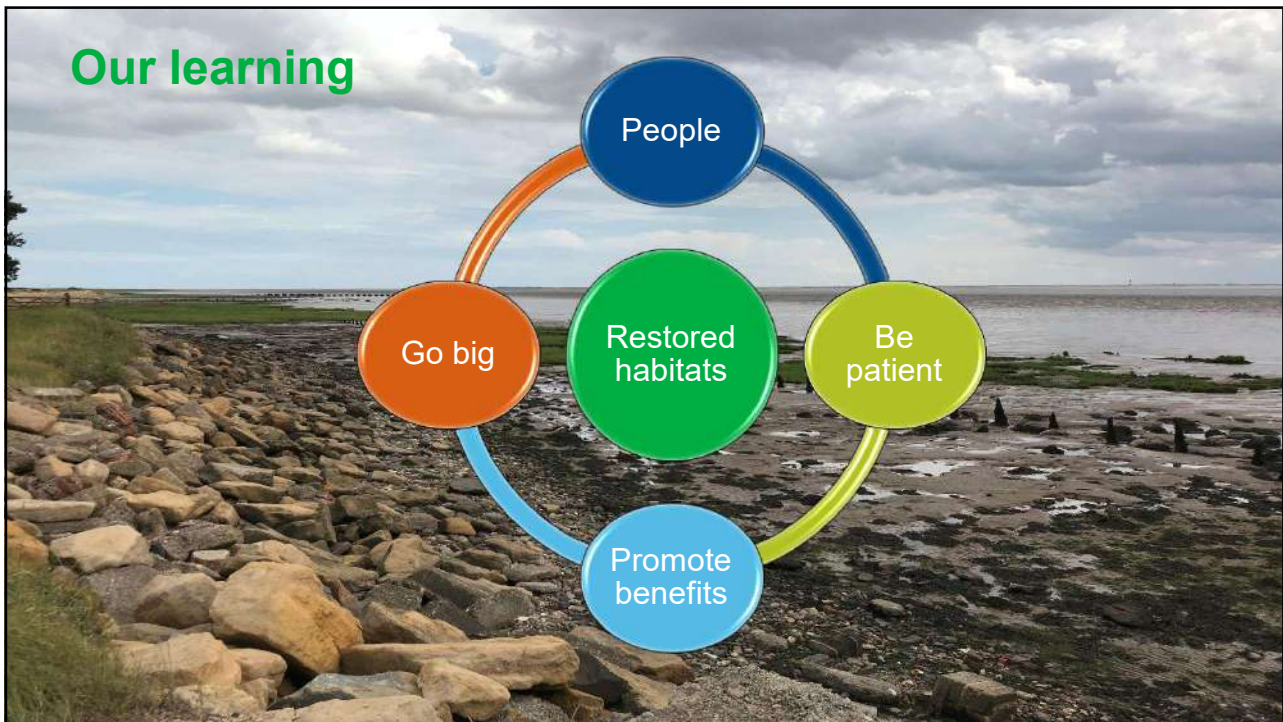 Our learning
People
Go big
Restored
habitats
Be
patient
Promote
benefits